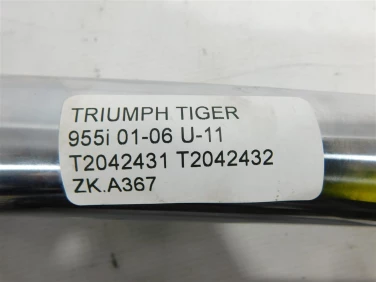 TRIUMPH TIGER
955i 01-06 U-11
T2042431 T2042432
ZK.A367